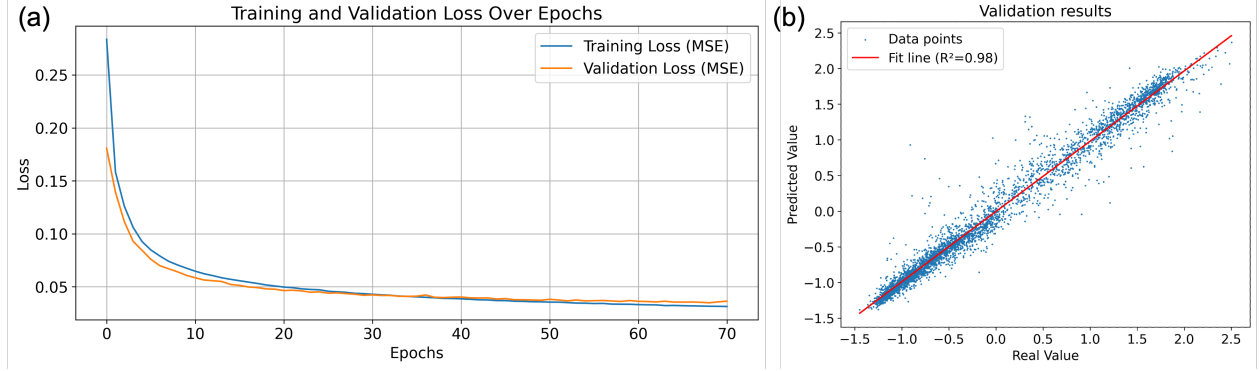 (a)
Training and Validation Loss Over Epochs
Training Loss (MSE)
Validation Loss (MSE)
Loss
0.25
0.20
0.15
0.10
0.05
0 10 20 30 40 50 60 70
Epochs
(b)
Validation results
Data points
Fit line (R²=0.98)
Predicted Value
2.5
2.0
1.5
1.0
0.5
0.0
−0.5
−1.0
−1.5
−1.5 −1.0 −0.5 0.0 0.5 1.0 1.5 2.0 2.5
Real Value